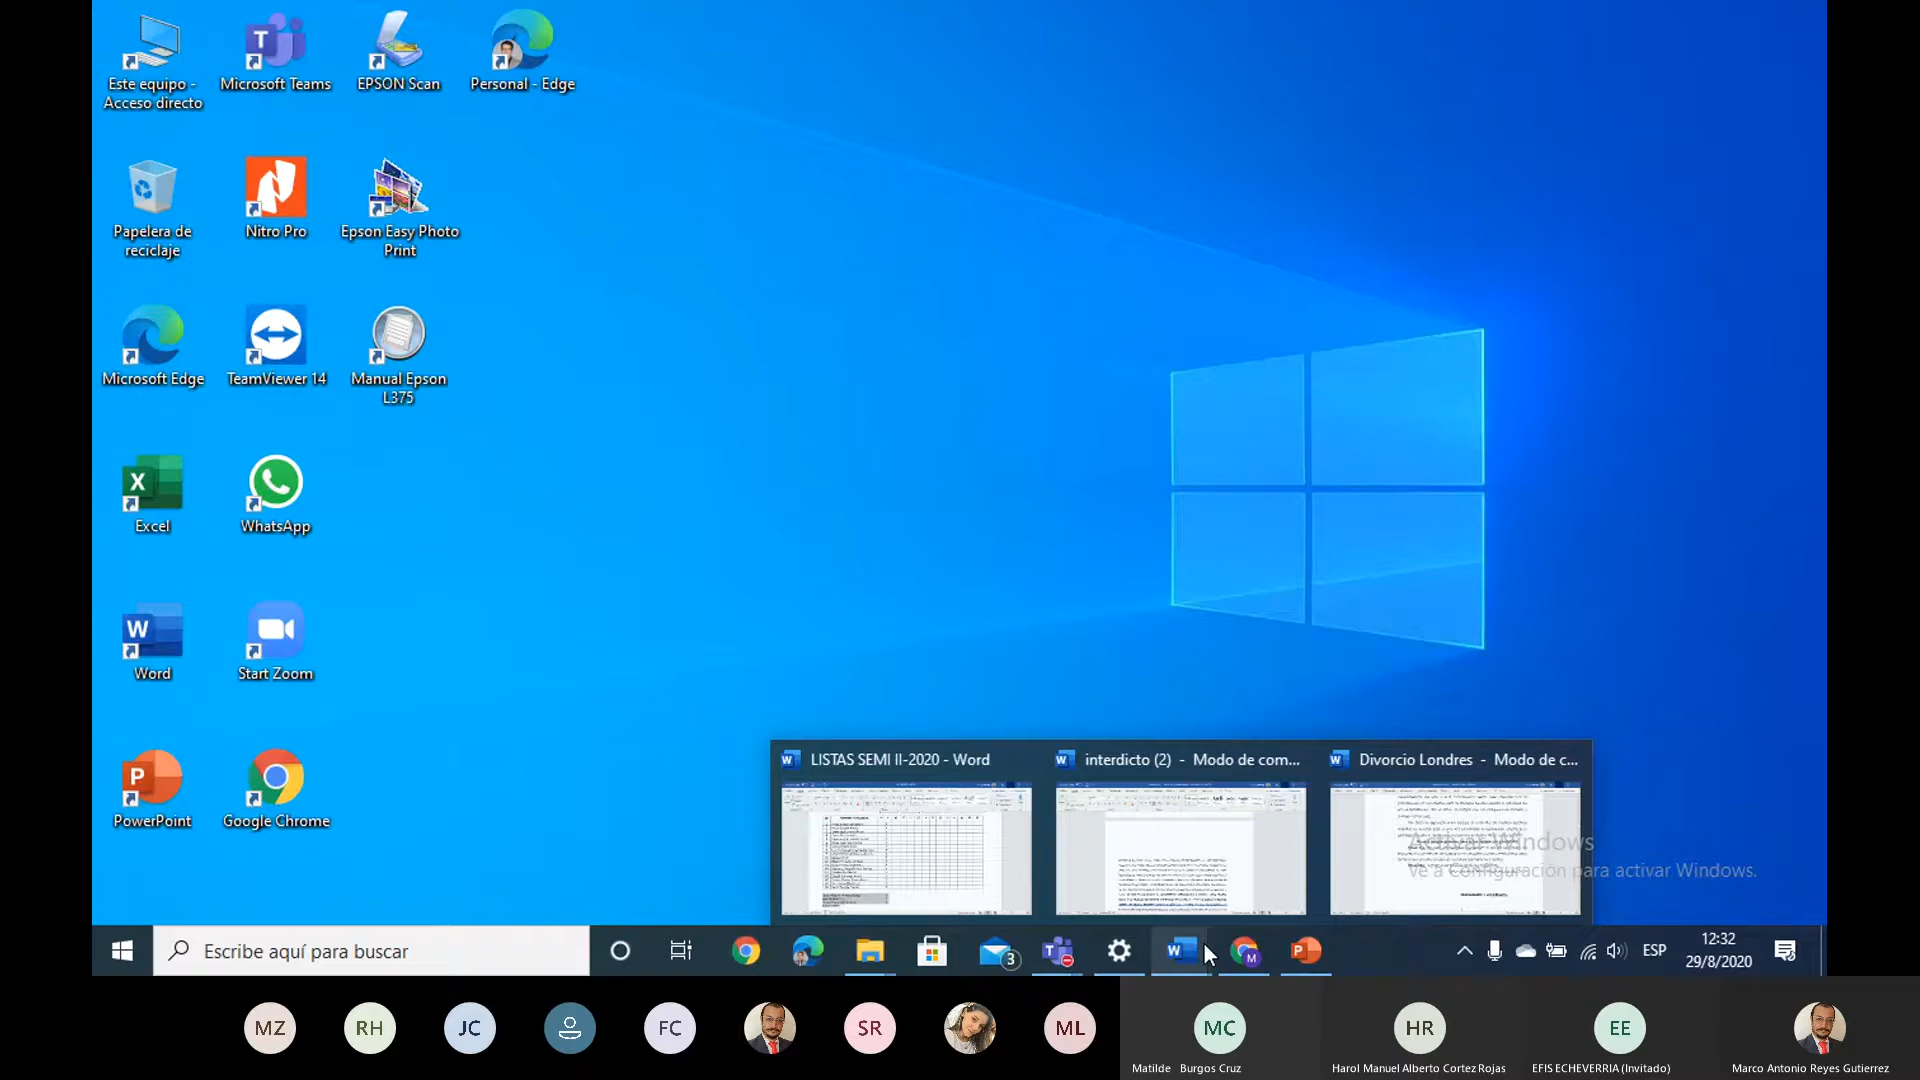 Este equipo -
Acceso directo
Microsoft Teams
EPSON Scan
Personal - Edge
Papelera de
reciclaje
Nitro Pro
Epson Easy Photo
Print
Microsoft Edge
TeamViewer 14
Manual Epson
L375
Excel
WhatsApp
Word
Start Zoom
PowerPoint
Google Chrome
LISTAS SEMI II-2020 - Word
interdicto (2) - Modo de com...
Divorcio Londres - Modo de c...
Activar Windows
Ve a Configuración para activar Windows.
Escribe aquí para buscar
3
M
ESP
12:32
29/8/2020
MZ
RH
JC
FC
SR
ML
MC
HR
EE
Matilde Burgos Cruz
Harol Manuel Alberto Cortez Rojas
EFIS ECHEVERRIA (Invitado)
Marco Antonio Reyes Gutierrez